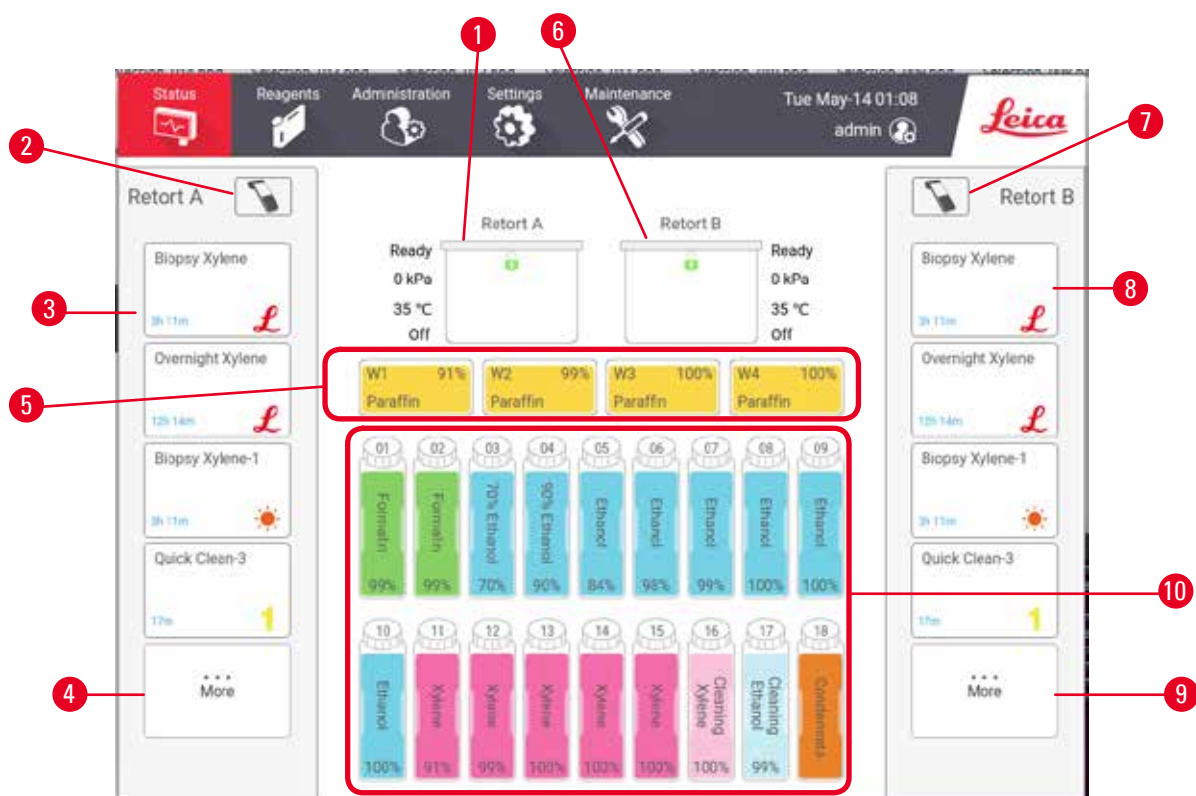 1
6
Status
Reagents
Administration
Settings
Maintenance
Tue May-14 01:08
admin
Leica
7
2
Retort A
Retort B
Retort A
Retort B
Biopsy Xylene
3h 11m
3
Overnight Xylene
12h 14m
Biopsy Xylene-1
3h 11m
Quick Clean-3
17m
1
...
More
4
Ready
0 kPa
35 °C
Off
Ready
0 kPa
35 °C
Off
5
W1 91%
Paraffin
W2 99%
Paraffin
W3 100%
Paraffin
W4 100%
Paraffin
01
Formalin
99%
02
Formalin
99%
03
70% Ethanol
70%
04
90% Ethanol
90%
05
Ethanol
84%
06
Ethanol
98%
07
Ethanol
99%
08
Ethanol
100%
09
Ethanol
100%
10
Ethanol
100%
11
Xylene
91%
12
Xylene
99%
13
Xylene
100%
14
Xylene
100%
15
Xylene
100%
16
Cleaning
Xylene
100%
17
Cleaning
Ethanol
99%
18
Condensate
10
Biopsy Xylene
3h 11m
8
Overnight Xylene
12h 14m
Biopsy Xylene-1
3h 11m
Quick Clean-3
17m
1
...
More
9